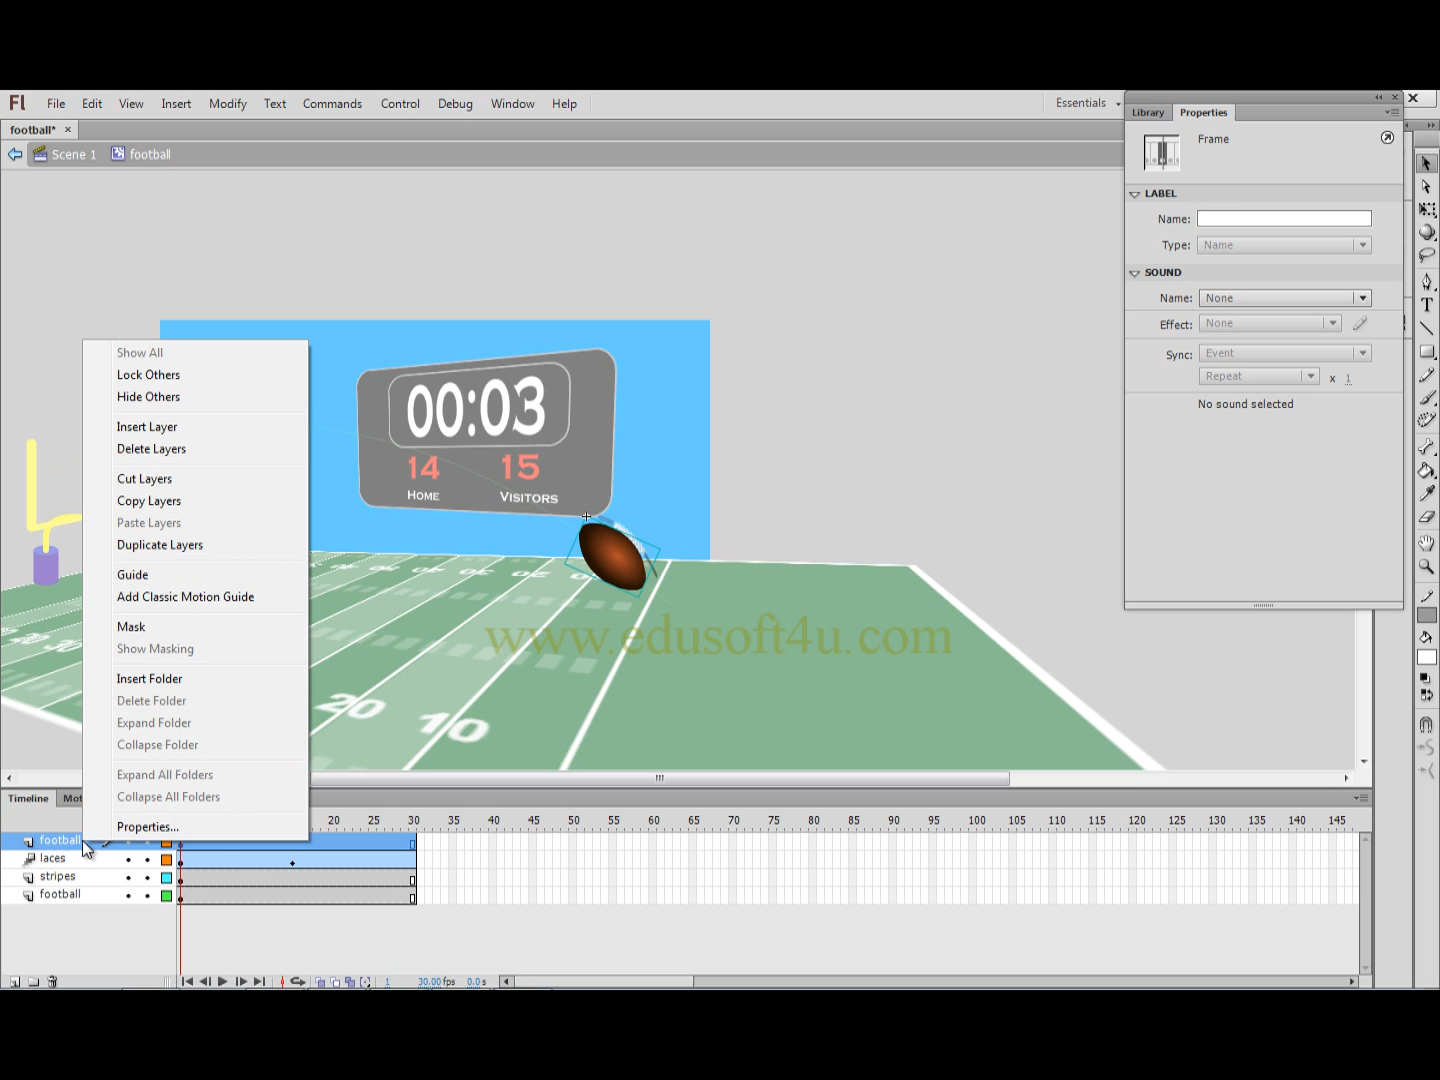 Fl File Edit View Insert Modify Text Commands Control Debug Window Help Essentials
football*
Scene 1 football
Library Properties
Frame
LABEL
Name:
Type: Name
SOUND
Name: None
Effect: None
Sync: Event
Repeat x 1
No sound selected
Show All
Lock Others
Hide Others
Insert Layer
Delete Layers
Cut Layers
Copy Layers
Paste Layers
Duplicate Layers
Guide
Add Classic Motion Guide
Mask
Show Masking
Insert Folder
Delete Folder
Expand Folder
Collapse Folder
Expand All Folders
Collapse All Folders
Properties...
00:03
14 15
HOME VISITORS
www.edusoft4u.com
20 10
Timeline
20 25 30 35 40 45 50 55 60 65 70 75 80 85 90 95 100 105 110 115 120 125 130 135 140 145
football
laces
stripes
football
1 30.00 fps 0.0 s